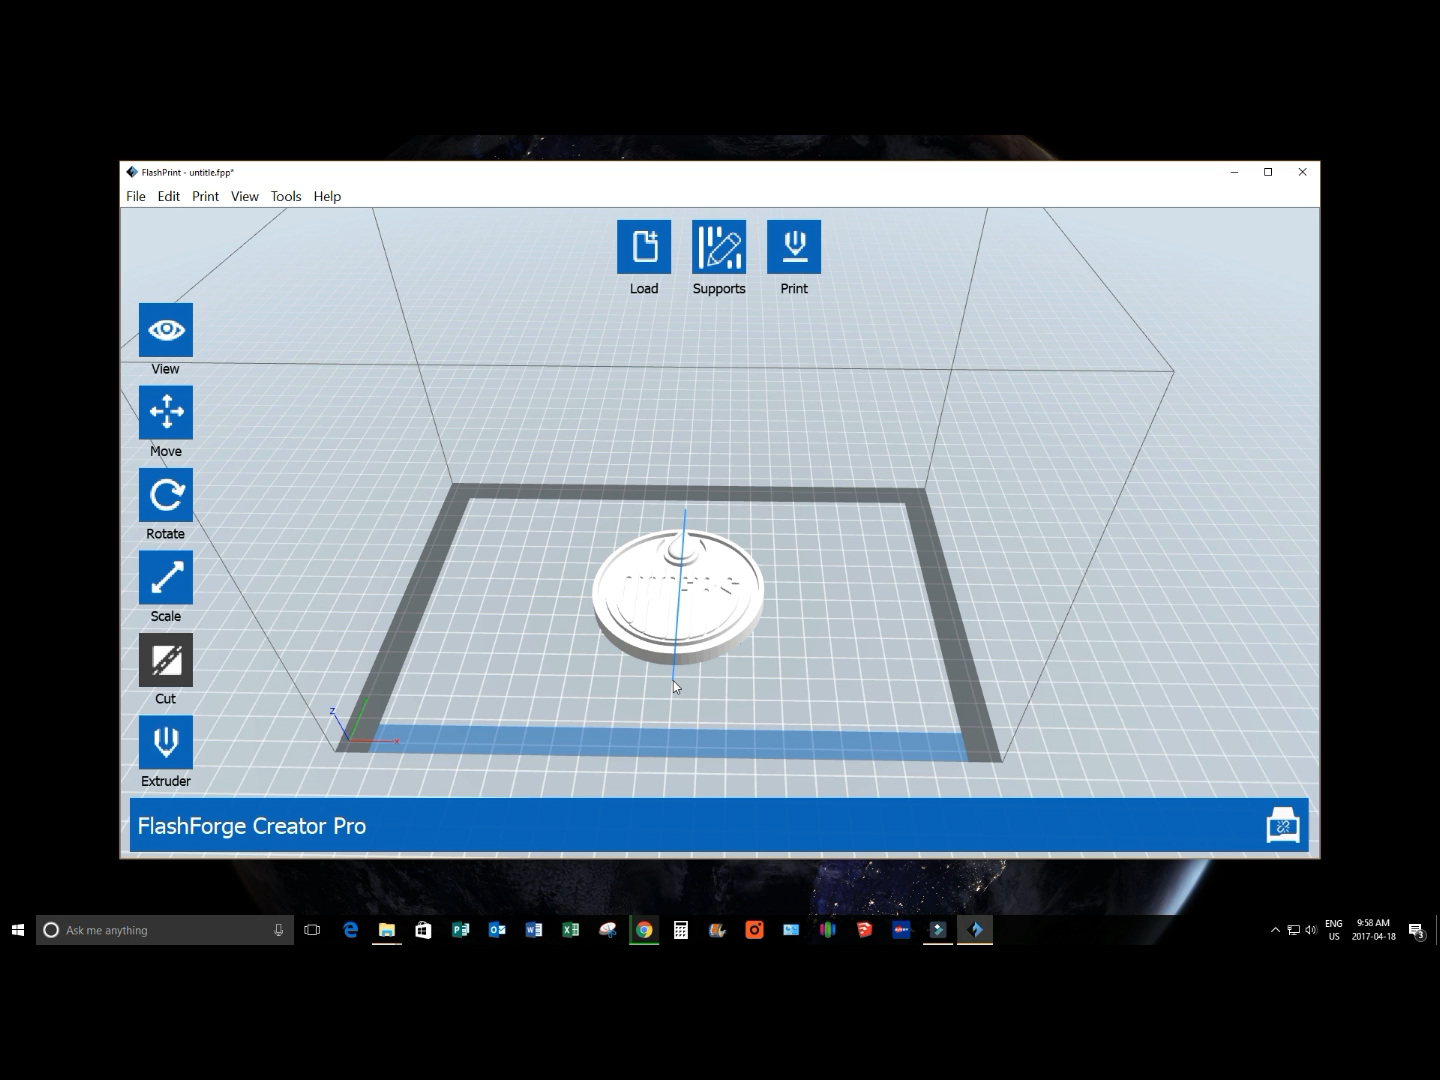 FlashPrint - untitle.fpp*
File Edit Print View Tools Help
Load Supports Print
View
Move
Rotate
Scale
Cut
Extruder
z
x
FlashForge Creator Pro
Ask me anything
ENG
US
9:58 AM
2017-04-18
3